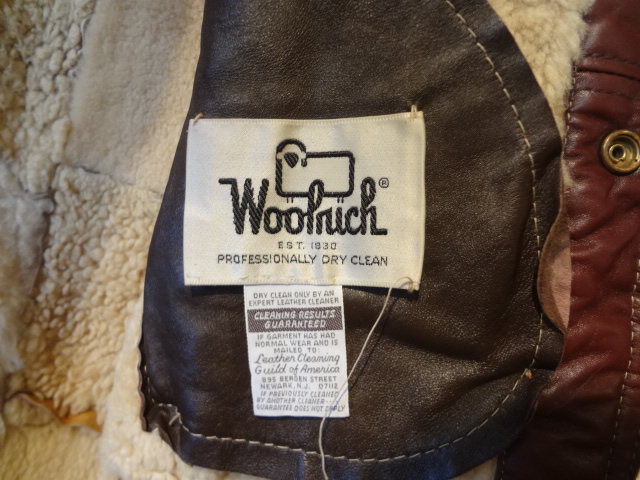 Woolrich®
EST. 1830
PROFESSIONALLY DRY CLEAN
DRY CLEAN ONLY BY AN
EXPERT LEATHER CLEANER
CLEANING RESULTS
GUARANTEED
IF GARMENT HAS HAD
NORMAL WEAR AND IS
MAILED TO:
Leather Cleaning
Guild of America
895 BERGEN STREET
NEWARK, N.J. 07112
IF PREVIOUSLY CLEANED
BY ANOTHER CLEANER—
GUARANTEE DOES NOT APPLY